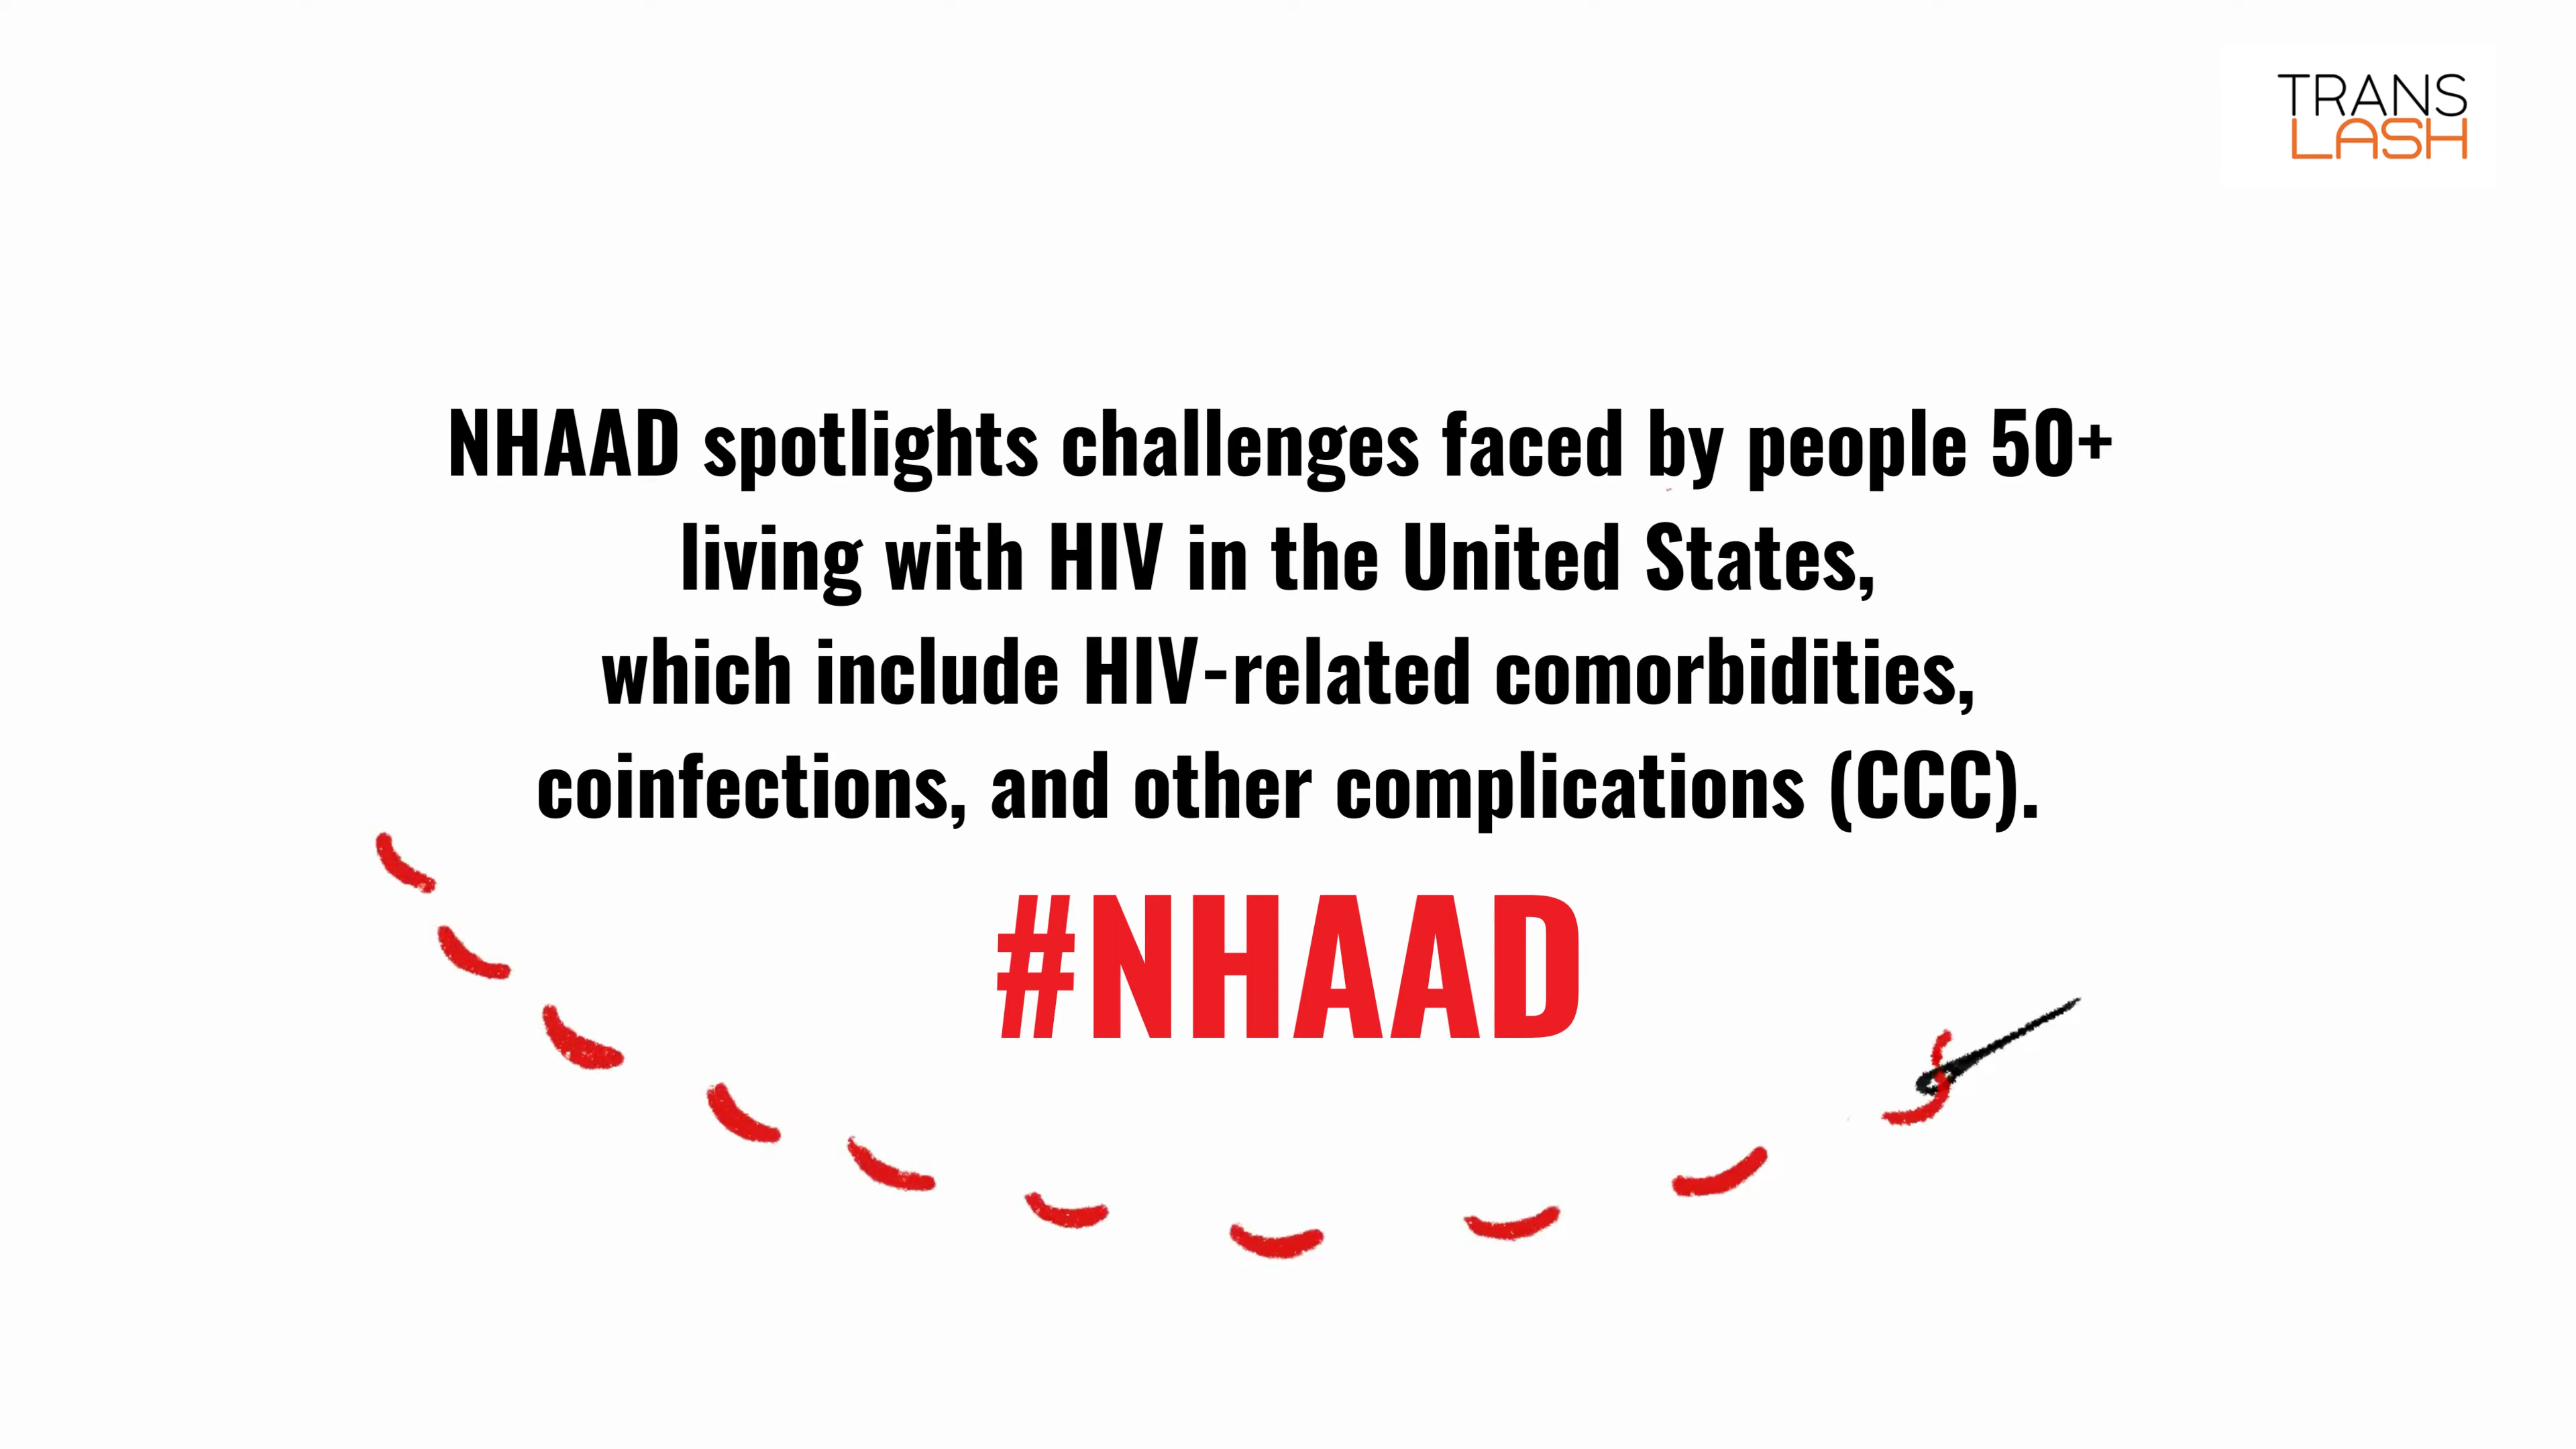 TRANS
LASH
NHAAD spotlights challenges faced by people 50+
living with HIV in the United States,
which include HIV-related comorbidities,
coinfections, and other complications (CCC).
#NHAAD